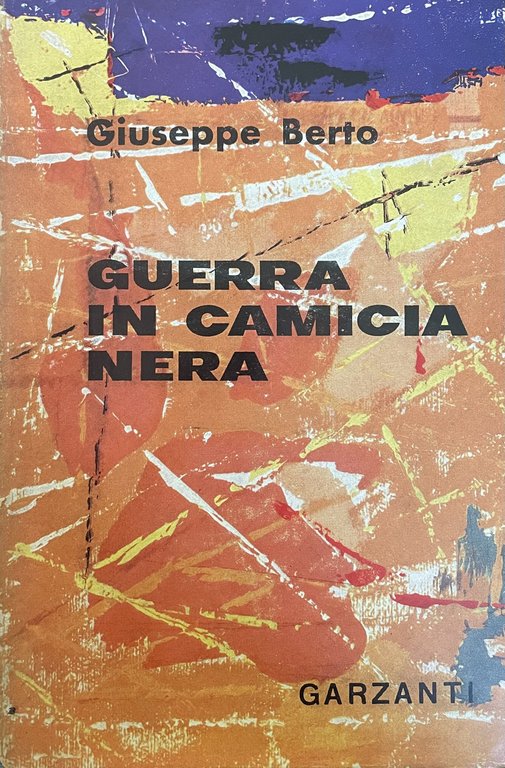 Giuseppe Berto
GUERRA
IN CAMICIA
NERA
GARZANTI